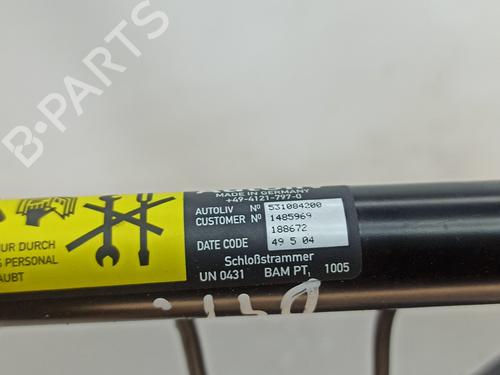 B-PARTS
MADE IN GERMANY
+49-4121-797-0
AUTOLIV Nº 531084200
CUSTOMER Nº 1485969
188672
DATE CODE 49 5 04
Schloßstrammer
UN 0431 BAM PT, 1005
UR DURCH
PERSONAL
AUBT